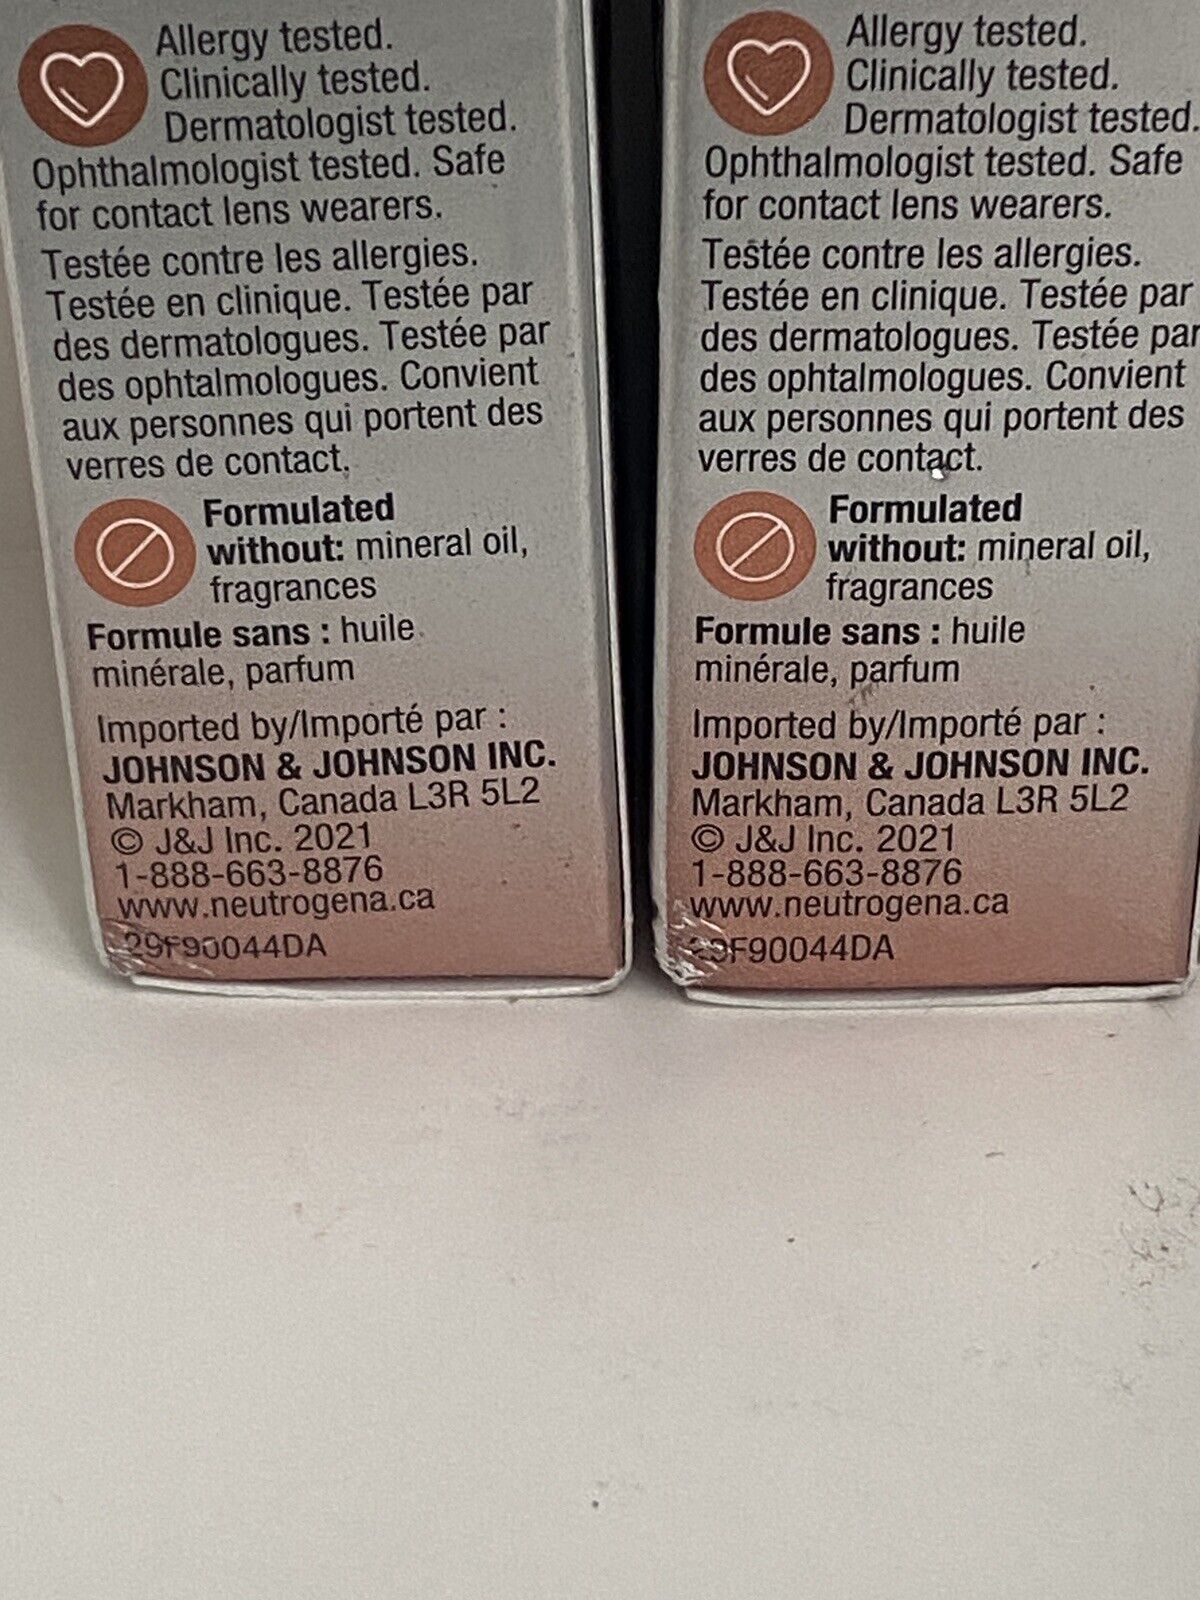 Allergy tested.
Clinically tested.
Dermatologist tested.
Ophthalmologist tested. Safe
for contact lens wearers.
Testée contre les allergies.
Testée en clinique. Testée par
des dermatologues. Testée par
des ophtalmologues. Convient
aux personnes qui portent des
verres de contact.
Formulated
without: mineral oil,
fragrances
Formule sans : huile
minérale, parfum
Imported by/Importé par :
JOHNSON & JOHNSON INC.
Markham, Canada L3R 5L2
© J&J Inc. 2021
1-888-663-8876
www.neutrogena.ca
29F90044DA
Allergy tested.
Clinically tested.
Dermatologist tested.
Ophthalmologist tested. Safe
for contact lens wearers.
Testée contre les allergies.
Testée en clinique. Testée par
des dermatologues. Testée par
des ophtalmologues. Convient
aux personnes qui portent des
verres de contact.
Formulated
without: mineral oil,
fragrances
Formule sans : huile
minérale, parfum
Imported by/Importé par :
JOHNSON & JOHNSON INC.
Markham, Canada L3R 5L2
© J&J Inc. 2021
1-888-663-8876
www.neutrogena.ca
29F90044DA